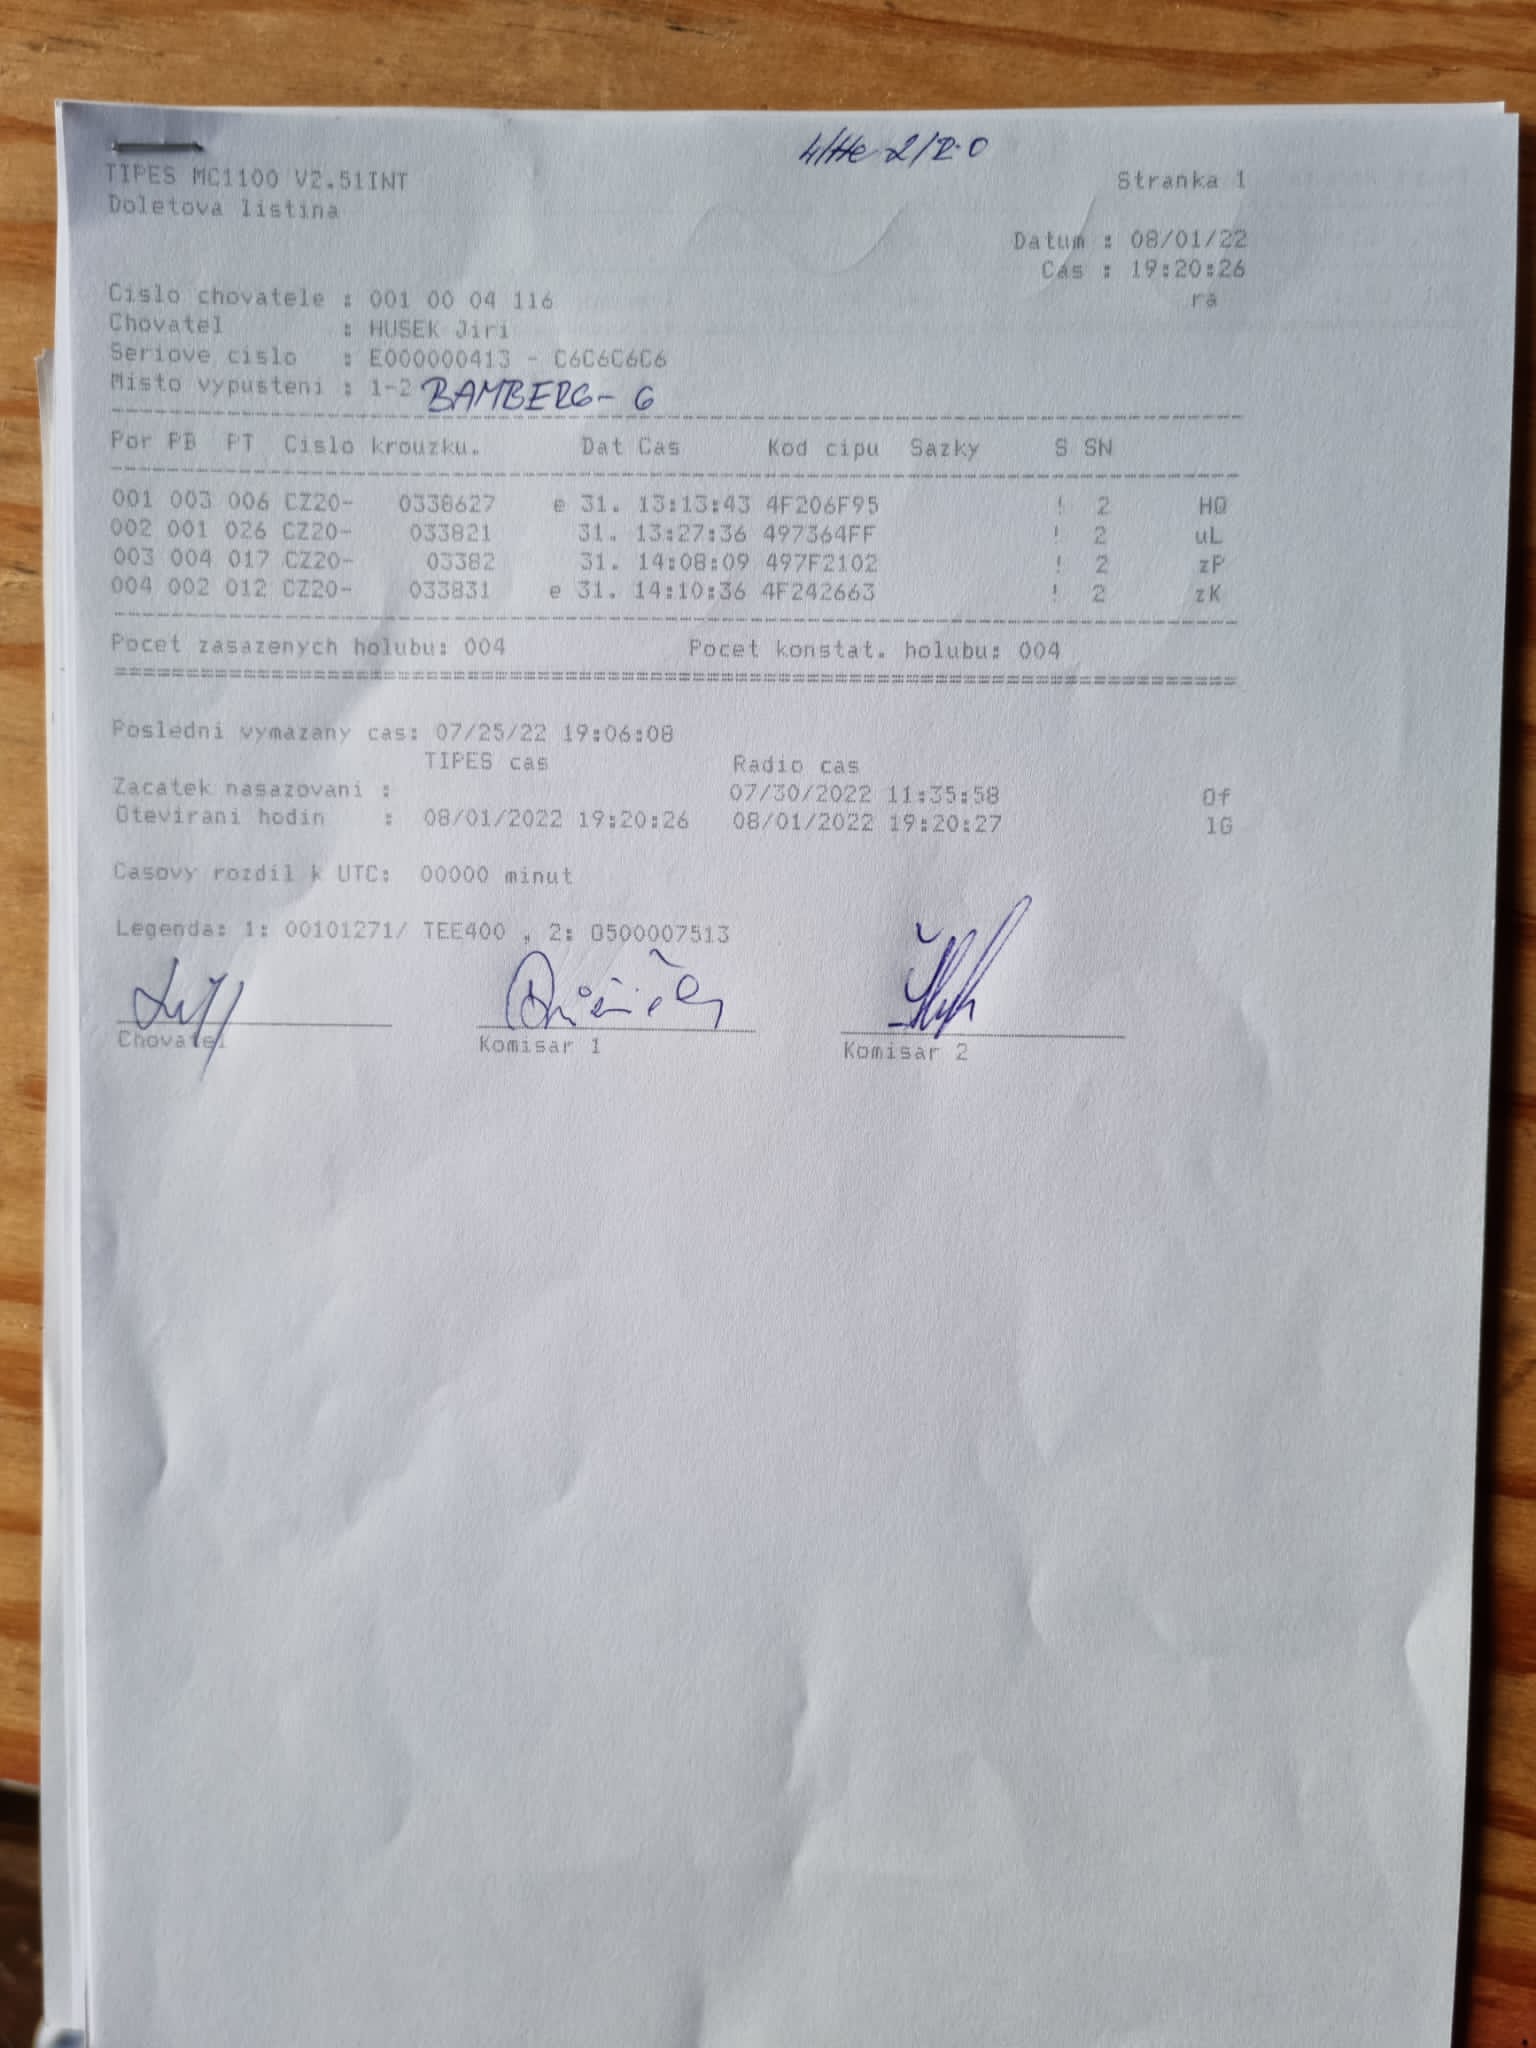 4/He 2/2.0
TIPES MC1100 V2.51INT Stranka 1
Doletova listina
Datum : 08/01/22
Cas : 19:20:26
ra
Cislo chovatele : 001 00 04 116
Chovatel : HUSEK Jiri
Seriove cislo : E000000413 - C6C6C6C6
Misto vypusteni : 1-2 BAMBERG-6
Por PB PT Cislo krouzku. Dat Cas Kod cipu Sazky S SN
001 003 006 CZ20- 0338627 e 31. 13:13:43 4F206F95 ! 2 HQ
002 001 026 CZ20- 033821 31. 13:27:36 497364FF ! 2 uL
003 004 017 CZ20- 03382 31. 14:08:09 497F2102 ! 2 zP
004 002 012 CZ20- 033831 e 31. 14:10:36 4F242663 ! 2 zK
Pocet zasazenych holubu: 004 Pocet konstat. holubu: 004
Posledni vymazany cas: 07/25/22 19:06:08
TIPES cas Radio cas
Zacatek nasazovani : 07/30/2022 11:35:58 0f
Otevirani hodin : 08/01/2022 19:20:26 08/01/2022 19:20:27 lG
Casovy rozdil k UTC: 00000 minut
Legenda: 1: 00101271/ TEE400 , 2: 0500007513
Chovatel Komisar 1 Komisar 2